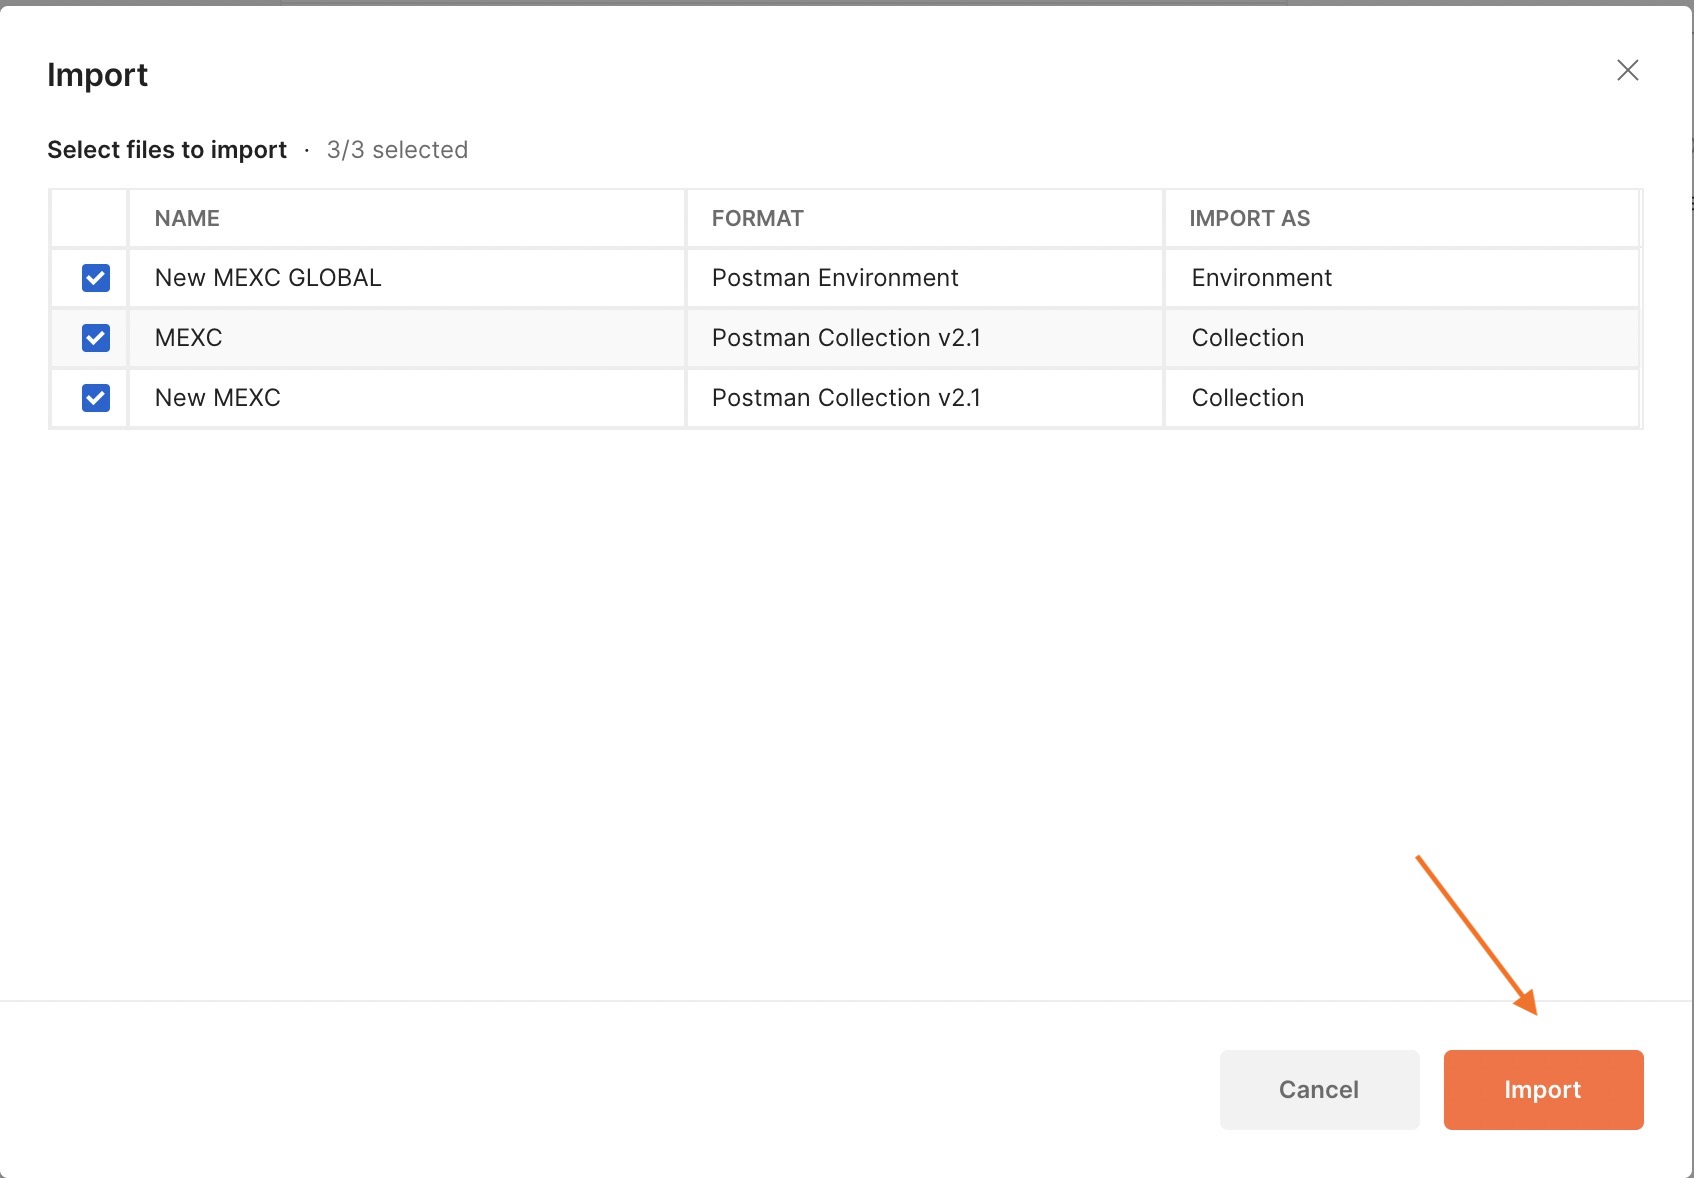 Import
Select files to import · 3/3 selected
NAME FORMAT IMPORT AS
New MEXC GLOBAL Postman Environment Environment
MEXC Postman Collection v2.1 Collection
New MEXC Postman Collection v2.1 Collection
Cancel Import